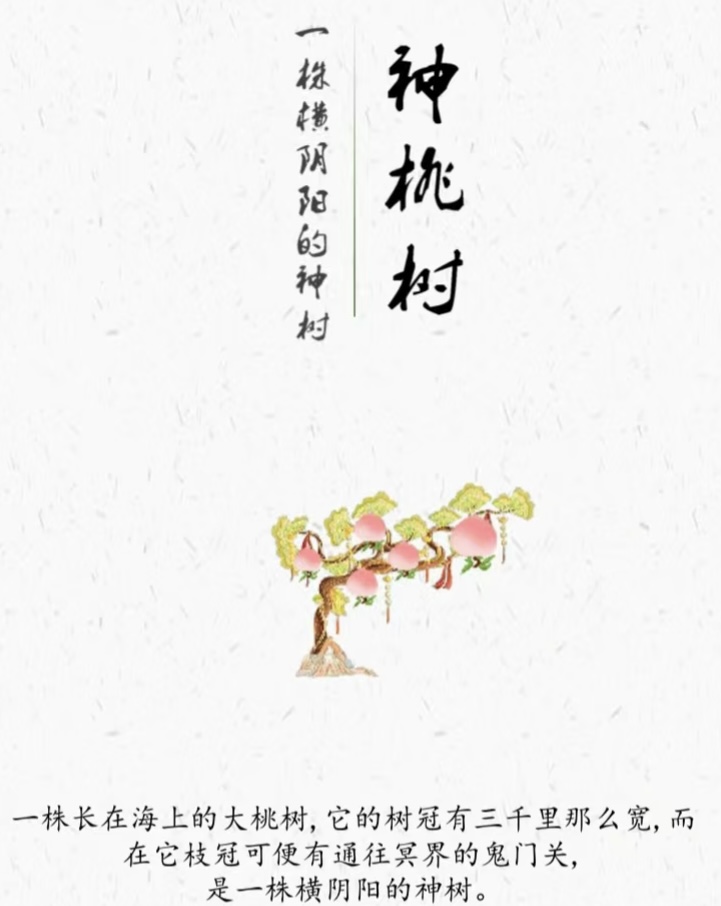 神桃树
一株横阴阳的神树
一株长在海上的大桃树,它的树冠有三千里那么宽,而
在它枝冠可便有通往冥界的鬼门关,
是一株横阴阳的神树。